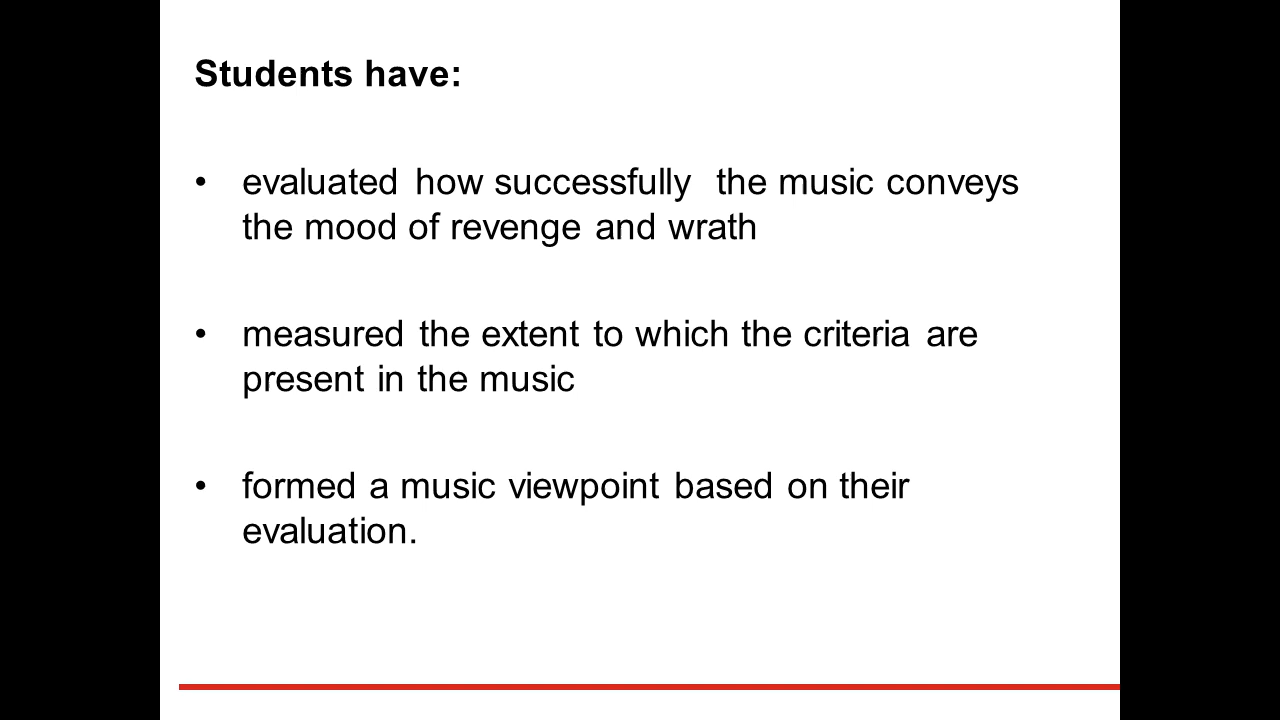 Students have:
• evaluated how successfully the music conveys
the mood of revenge and wrath
• measured the extent to which the criteria are
present in the music
• formed a music viewpoint based on their
evaluation.